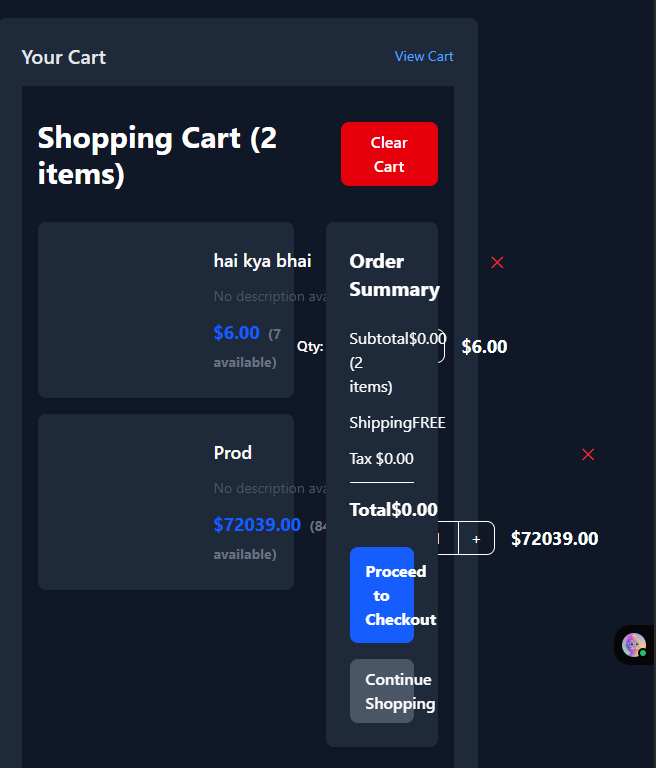 Your Cart
View Cart
Shopping Cart (2
items)
Clear
Cart
hai kya bhai
No description ava
$6.00 (7
available)
Qty:
$6.00
Prod
No description ava
$72039.00 (84
available)
+
$72039.00
Order
Summary
Subtotal$0.00
(2
items)
ShippingFREE
Tax $0.00
Total$0.00
Proceed
to
Checkout
Continue
Shopping